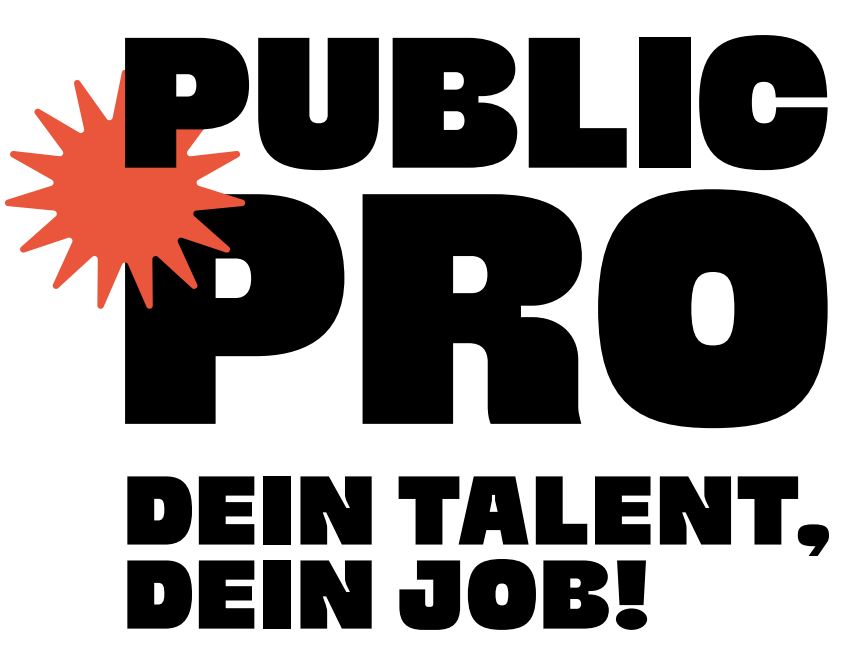 PUBLIC
PRO
DEIN TALENT,
DEIN JOB!